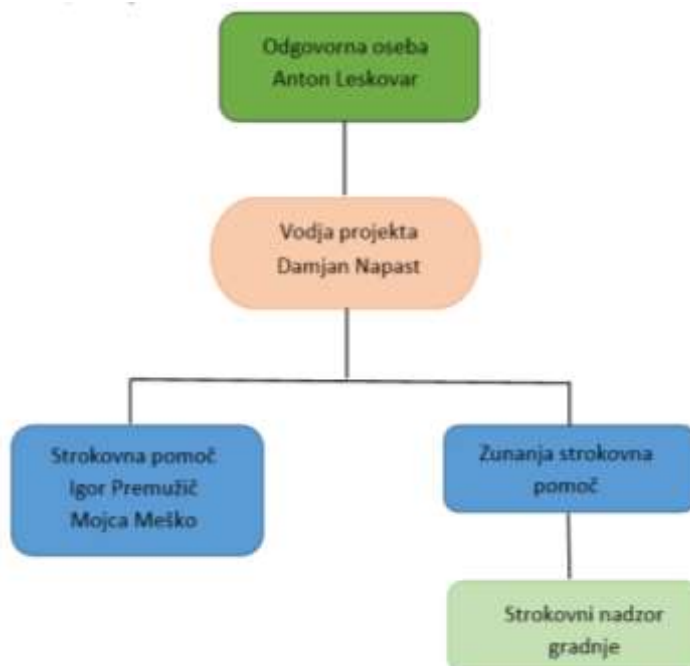 Odgovorna oseba
Anton Leskovar
Vodja projekta
Damjan Napast
Strokovna pomoč
Igor Premužič
Mojca Meško
Zunanja strokovna
pomoč
Strokovni nadzor
gradnje